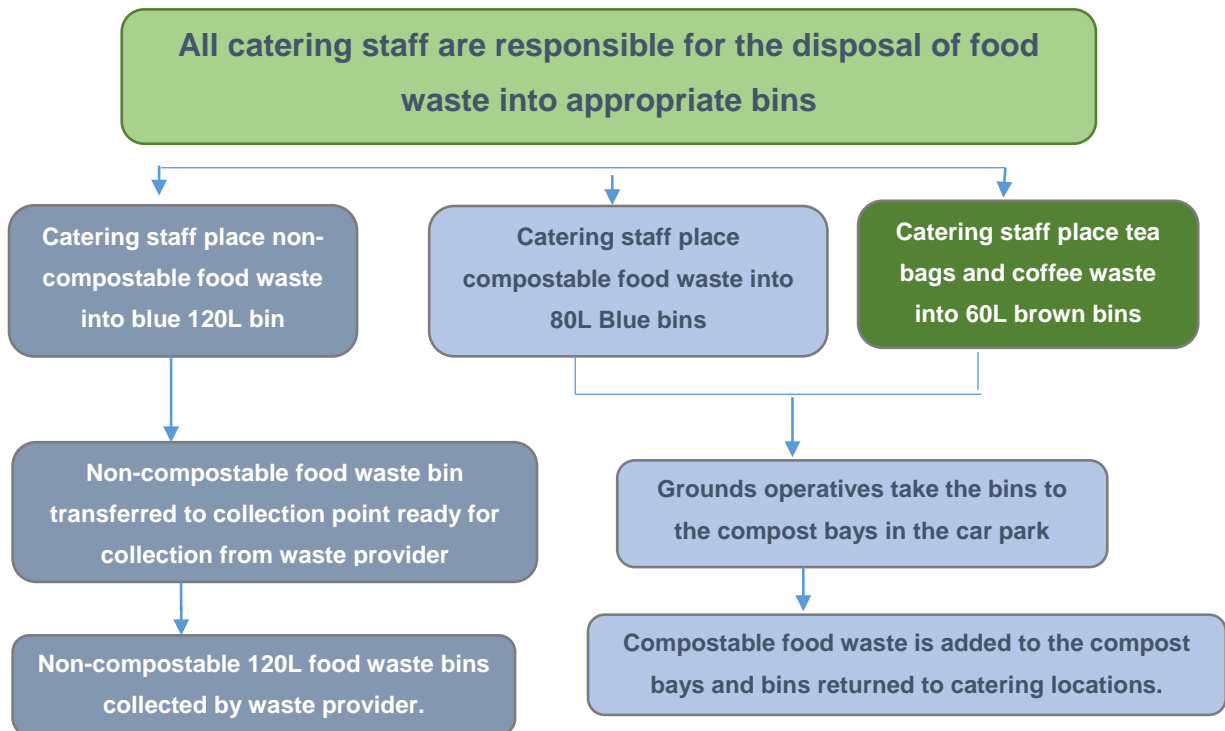 All catering staff are responsible for the disposal of food
waste into appropriate bins
Catering staff place non-
compostable food waste
into blue 120L bin
Catering staff place
compostable food waste into
80L Blue bins
Catering staff place tea
bags and coffee waste
into 60L brown bins
Non-compostable food waste bin
transferred to collection point ready for
collection from waste provider
Grounds operatives take the bins to
the compost bays in the car park
Non-compostable 120L food waste bins
collected by waste provider.
Compostable food waste is added to the compost
bays and bins returned to catering locations.